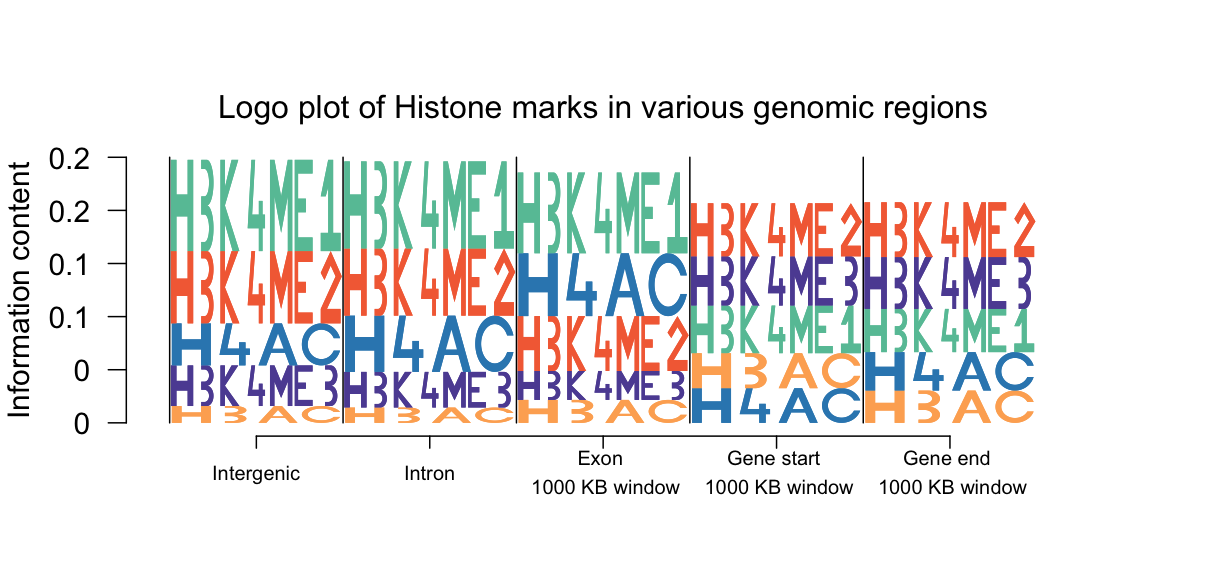 Logo plot of Histone marks in various genomic regions
Information content
0.2
0.2
0.1
0.1
0
0
H3K4ME1
H3K4ME2
H4AC
H3K4ME3
H3AC
H3K4ME1
H3K4ME2
H4AC
H3K4ME3
H3AC
H3K4ME1
H4AC
H3K4ME2
H3K4ME3
H3AC
H3K4ME2
H3K4ME3
H3K4ME1
H3AC
H4AC
H3K4ME2
H3K4ME3
H3K4ME1
H4AC
H3AC
Intergenic
Intron
Exon
1000 KB window
Gene start
1000 KB window
Gene end
1000 KB window